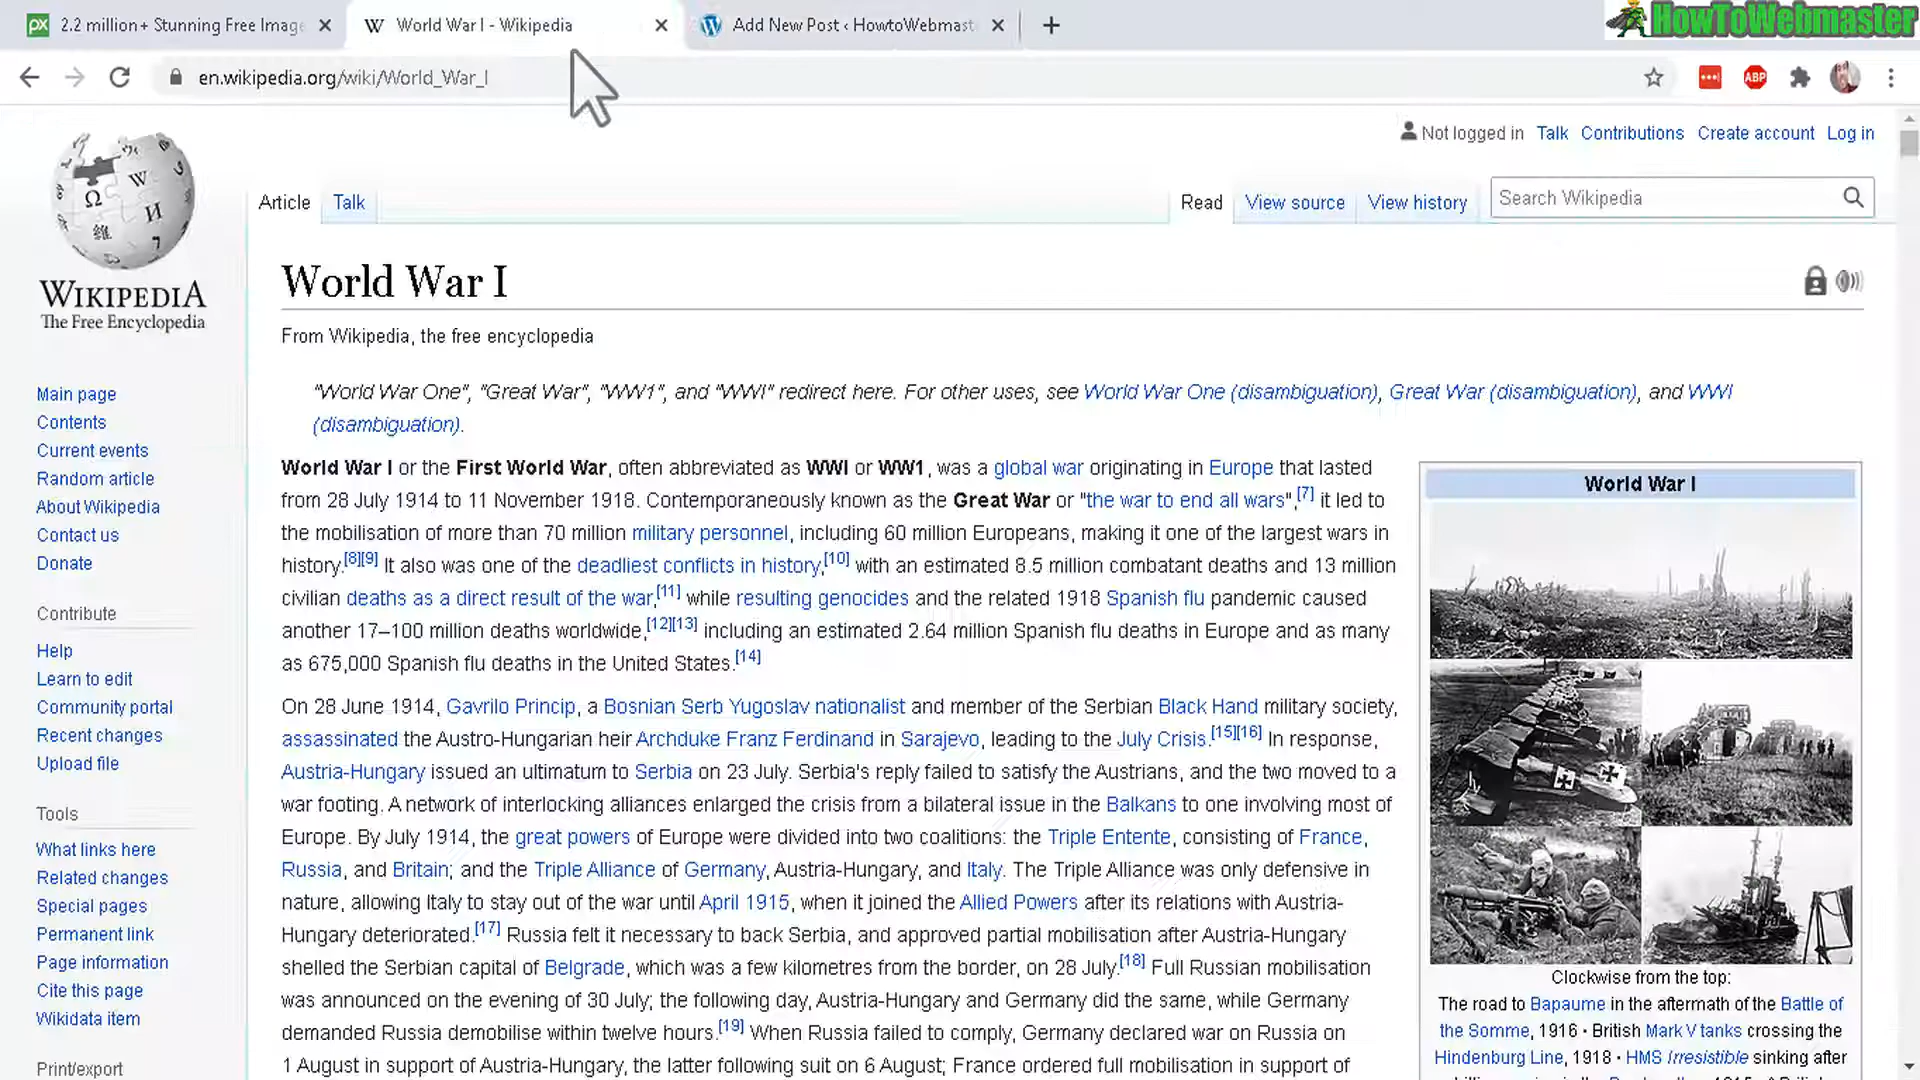 2.2 million+ Stunning Free Image
World War I - Wikipedia
Add New Post ‹ HowtoWebmast
HowToWebmaster
en.wikipedia.org/wiki/World_War_I
ABP
Not logged in Talk Contributions Create account Log in
Article Talk
Read View source View history
Search Wikipedia
WIKIPEDIA
The Free Encyclopedia
World War I
From Wikipedia, the free encyclopedia
"World War One", "Great War", "WW1", and "WWI" redirect here. For other uses, see World War One (disambiguation), Great War (disambiguation), and WWI
(disambiguation).
Main page
Contents
Current events
Random article
About Wikipedia
Contact us
Donate
Contribute
Help
Learn to edit
Community portal
Recent changes
Upload file
Tools
What links here
Related changes
Special pages
Permanent link
Page information
Cite this page
Wikidata item
Print/export
World War I or the First World War, often abbreviated as WWI or WW1, was a global war originating in Europe that lasted
from 28 July 1914 to 11 November 1918. Contemporaneously known as the Great War or "the war to end all wars",[7] it led to
the mobilisation of more than 70 million military personnel, including 60 million Europeans, making it one of the largest wars in
history.[8][9] It also was one of the deadliest conflicts in history,[10] with an estimated 8.5 million combatant deaths and 13 million
civilian deaths as a direct result of the war,[11] while resulting genocides and the related 1918 Spanish flu pandemic caused
another 17–100 million deaths worldwide,[12][13] including an estimated 2.64 million Spanish flu deaths in Europe and as many
as 675,000 Spanish flu deaths in the United States.[14]
On 28 June 1914, Gavrilo Princip, a Bosnian Serb Yugoslav nationalist and member of the Serbian Black Hand military society,
assassinated the Austro-Hungarian heir Archduke Franz Ferdinand in Sarajevo, leading to the July Crisis.[15][16] In response,
Austria-Hungary issued an ultimatum to Serbia on 23 July. Serbia's reply failed to satisfy the Austrians, and the two moved to a
war footing. A network of interlocking alliances enlarged the crisis from a bilateral issue in the Balkans to one involving most of
Europe. By July 1914, the great powers of Europe were divided into two coalitions: the Triple Entente, consisting of France,
Russia, and Britain; and the Triple Alliance of Germany, Austria-Hungary, and Italy. The Triple Alliance was only defensive in
nature, allowing Italy to stay out of the war until April 1915, when it joined the Allied Powers after its relations with Austria-
Hungary deteriorated.[17] Russia felt it necessary to back Serbia, and approved partial mobilisation after Austria-Hungary
shelled the Serbian capital of Belgrade, which was a few kilometres from the border, on 28 July.[18] Full Russian mobilisation
was announced on the evening of 30 July; the following day, Austria-Hungary and Germany did the same, while Germany
demanded Russia demobilise within twelve hours.[19] When Russia failed to comply, Germany declared war on Russia on
1 August in support of Austria-Hungary, the latter following suit on 6 August; France ordered full mobilisation in support of
World War I
Clockwise from the top:
The road to Bapaume in the aftermath of the Battle of
the Somme, 1916 • British Mark V tanks crossing the
Hindenburg Line, 1918 • HMS Irresistible sinking after